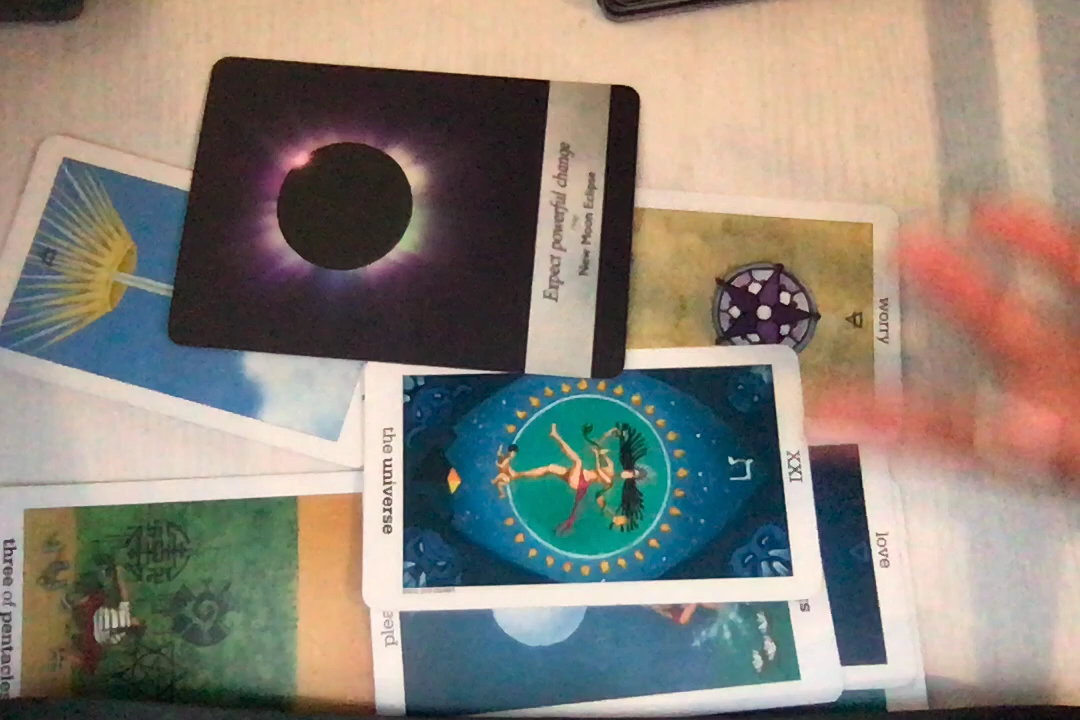 Expect powerful change
New Moon Eclipse
worry
XXI
the universe
love
three of pentacles